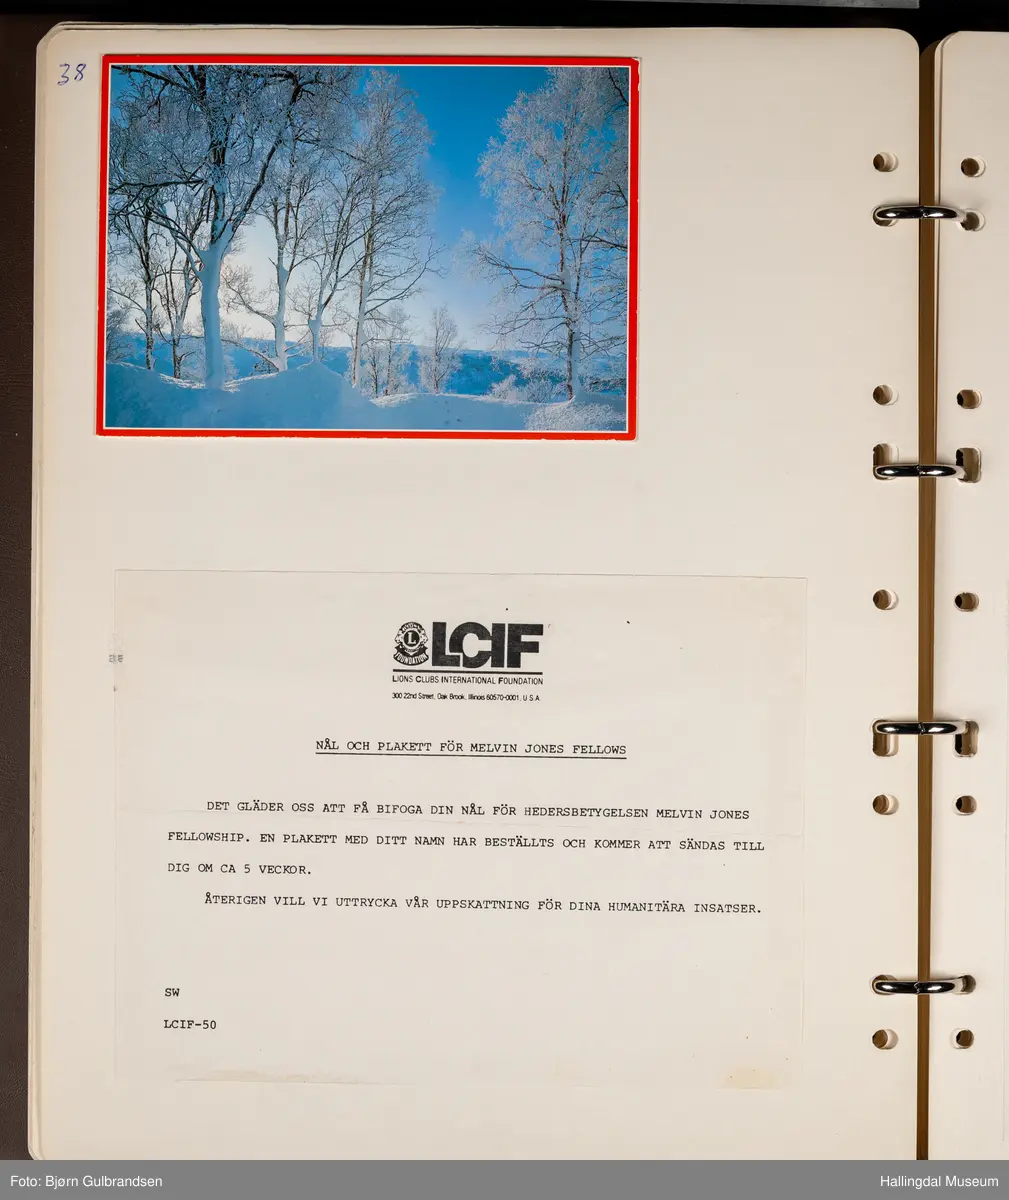 38
L
FOUNDATION
LCIF
LIONS CLUBS INTERNATIONAL FOUNDATION
300 22nd Street, Oak Brook, Illinois 60570-0001, U.S.A.
NÅL OCH PLAKETT FÖR MELVIN JONES FELLOWS
DET GLÄDER OSS ATT FÅ BIFOGA DIN NÅL FÖR HEDERSBETYGELSEN MELVIN JONES
FELLOWSHIP. EN PLAKETT MED DITT NAMN HAR BESTÄLLTS OCH KOMMER ATT SÄNDAS TILL
DIG OM CA 5 VECKOR.
ÅTERIGEN VILL VI UTTRYCKA VÅR UPPSKATTNING FÖR DINA HUMANITÄRA INSATSER.
SW
LCIF-50
Foto: Bjørn Gulbrandsen
Hallingdal Museum